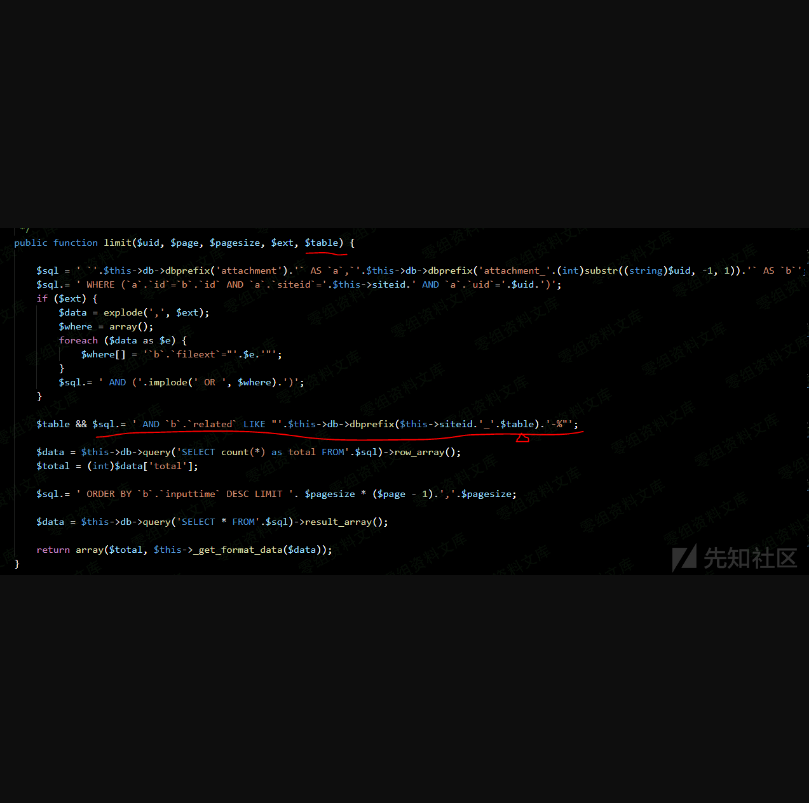 */
public function limit($uid, $page, $pagesize, $ext, $table) {
$sql = ' `'.$this->db->dbprefix('attachment').'` AS `a`,`'.$this->db->dbprefix('attachment_'.(int)substr((string)$uid, -1, 1)).'` AS `b`'
$sql.= ' WHERE (`a`.`id`=`b`.`id` AND `a`.`siteid`='.$this->siteid.' AND `a`.`uid`='.$uid.')';
if ($ext) {
$data = explode(',', $ext);
$where = array();
foreach ($data as $e) {
$where[] = '`b`.`fileext`="'.$e.'"';
}
$sql.= ' AND ('.implode(' OR ', $where).')';
}
$table && $sql.= ' AND `b`.`related` LIKE "'.$this->db->dbprefix($this->siteid.'_'.$table).'-%"';
$data = $this->db->query('SELECT count(*) as total FROM'.$sql)->row_array();
$total = (int)$data['total'];
$sql.= ' ORDER BY `b`.`inputtime` DESC LIMIT '. $pagesize * ($page - 1).','.$pagesize;
$data = $this->db->query('SELECT * FROM'.$sql)->result_array();
return array($total, $this->_get_format_data($data));
}
先知社区
零组资料文库